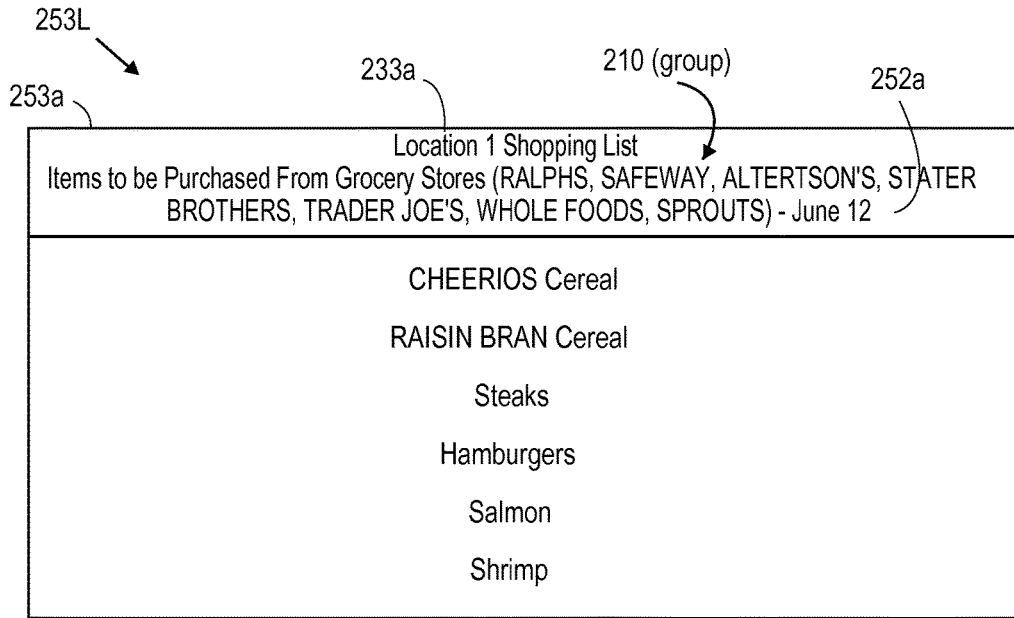 253L
253a
233a
210 (group)
252a
Location 1 Shopping List
Items to be Purchased From Grocery Stores (RALPHS, SAFEWAY, ALTERTSON'S, STATER
BROTHERS, TRADER JOE'S, WHOLE FOODS, SPROUTS) - June 12
CHEERIOS Cereal
RAISIN BRAN Cereal
Steaks
Hamburgers
Salmon
Shrimp